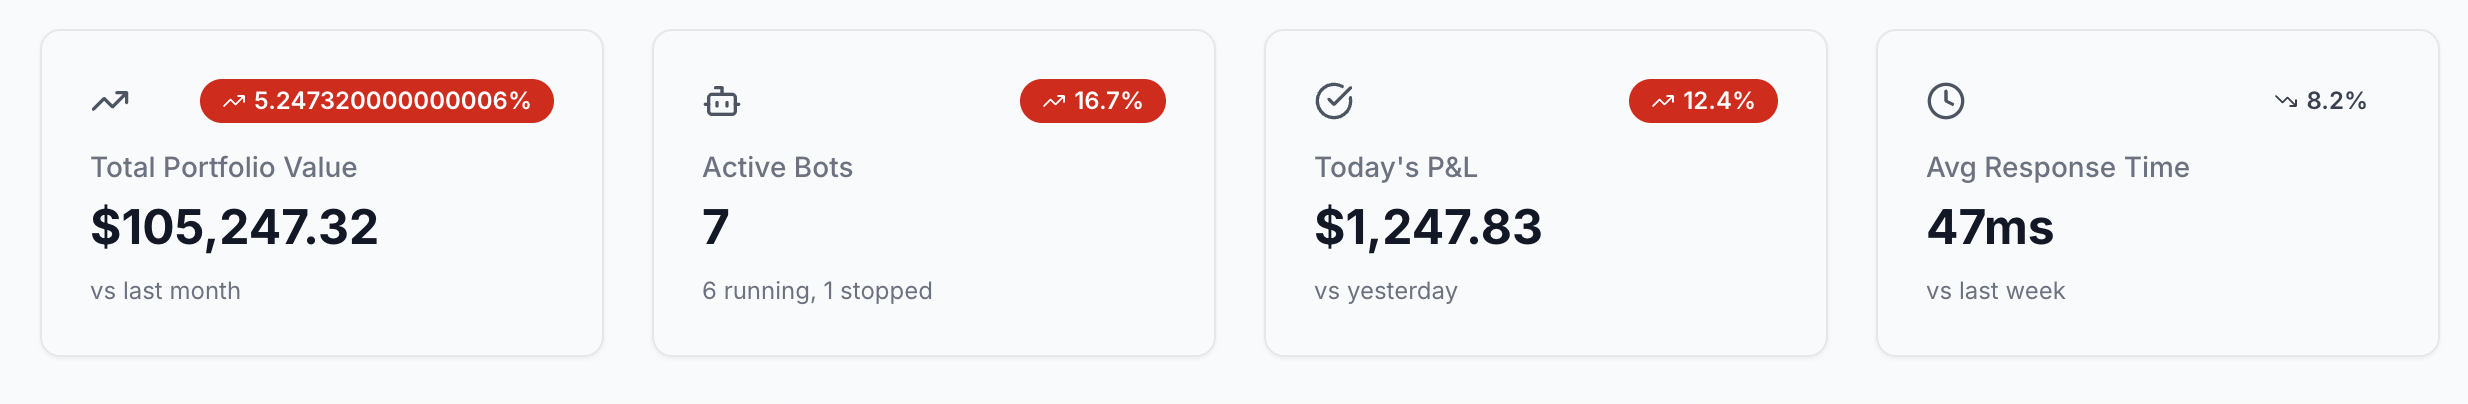 5.247320000000006%
Total Portfolio Value
$105,247.32
vs last month
16.7%
Active Bots
7
6 running, 1 stopped
12.4%
Today's P&L
$1,247.83
vs yesterday
8.2%
Avg Response Time
47ms
vs last week